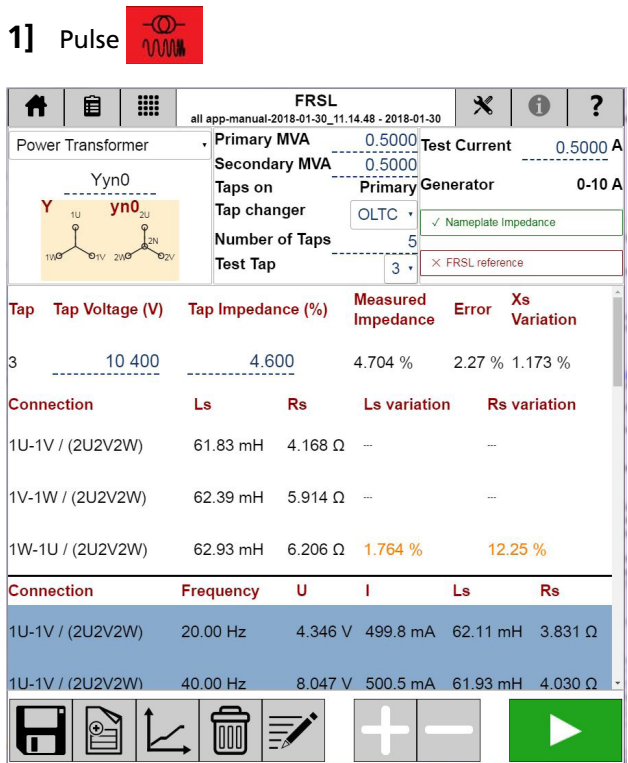 1] Pulse
FRSL
all app-manual-2018-01-30_11.14.48 - 2018-01-30
?
Power Transformer
Yyn0
Y yn0
1U 2U
2N
1W 1V 2W 2V
Primary MVA 0.5000
Secondary MVA 0.5000
Taps on Primary
Tap changer OLTC
Number of Taps 5
Test Tap 3
Test Current 0.5000 A
Generator 0-10 A
✓ Nameplate Impedance
✕ FRSL reference
Tap Tap Voltage (V) Tap Impedance (%) Measured Impedance Error Xs Variation
3 10 400 4.600 4.704 % 2.27 % 1.173 %
Connection Ls Rs Ls variation Rs variation
1U-1V / (2U2V2W) 61.83 mH 4.168 Ω --- ---
1V-1W / (2U2V2W) 62.39 mH 5.914 Ω --- ---
1W-1U / (2U2V2W) 62.93 mH 6.206 Ω 1.764 % 12.25 %
Connection Frequency U I Ls Rs
1U-1V / (2U2V2W) 20.00 Hz 4.346 V 499.8 mA 62.11 mH 3.831 Ω
1U-1V / (2U2V2W) 40.00 Hz 8.047 V 500.5 mA 61.93 mH 4.030 Ω